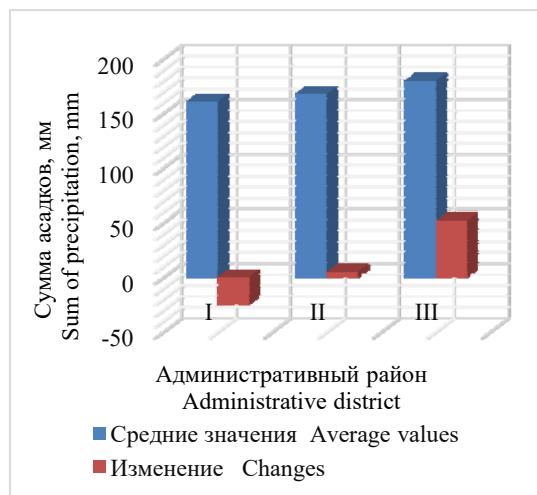 Сумма асадков, мм
Sum of precipitation, mm
200
150
100
50
0
-50
I II III
Административный район
Administrative district
Средние значения Average values
Изменение Changes